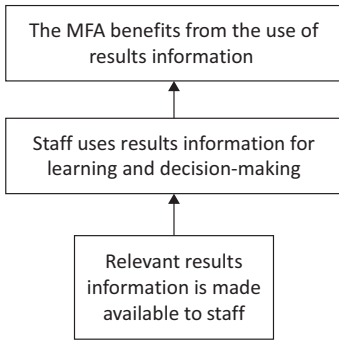 The MFA benefits from the use of
results information
Staff uses results information for
learning and decision-making
Relevant results
information is made
available to staff